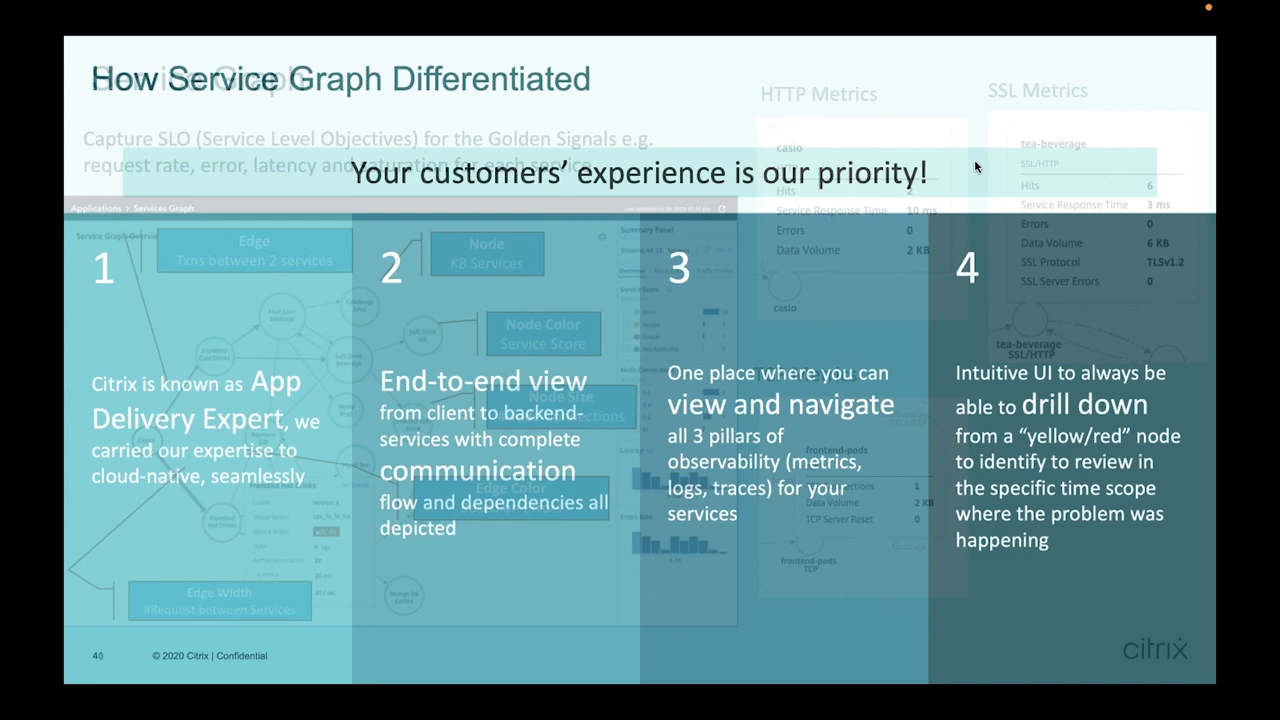 How Service Graph Differentiated
Service Graph
HTTP Metrics
SSL Metrics
Capture SLO (Service Level Objectives) for the Golden Signals e.g.
request rate, error, latency and saturation for each service
Your customers’ experience is our priority!
casio
Hits 2
Service Response Time 10 ms
Errors 0
Data Volume 2 KB
casio
tea-beverage
SSL/HTTP
Hits 6
Service Response Time 3 ms
Errors 0
Data Volume 6 KB
SSL Protocol TLSv1.2
SSL Server Errors 0
tea-beverage
SSL/HTTP
Applications > Services Graph
Summary Panel
Edge
Txns between 2 services
Node
K8 Services
Node Color
Service Score
Node Size
Edge Color
Edge Width
#Request between Services
1
Citrix is known as App
Delivery Expert, we
carried our expertise to
cloud-native, seamlessly
2
End-to-end view
from client to backend-
services with complete
communication
flow and dependencies all
depicted
3
One place where you can
view and navigate
all 3 pillars of
observability (metrics,
logs, traces) for your
services
4
Intuitive UI to always be
able to drill down
from a “yellow/red” node
to identify to review in
the specific time scope
where the problem was
happening
frontend-pods
1
Data Volume 2 KB
TCP Server Reset 0
frontend-pods
TCP
© 2020 Citrix | Confidential
citrix